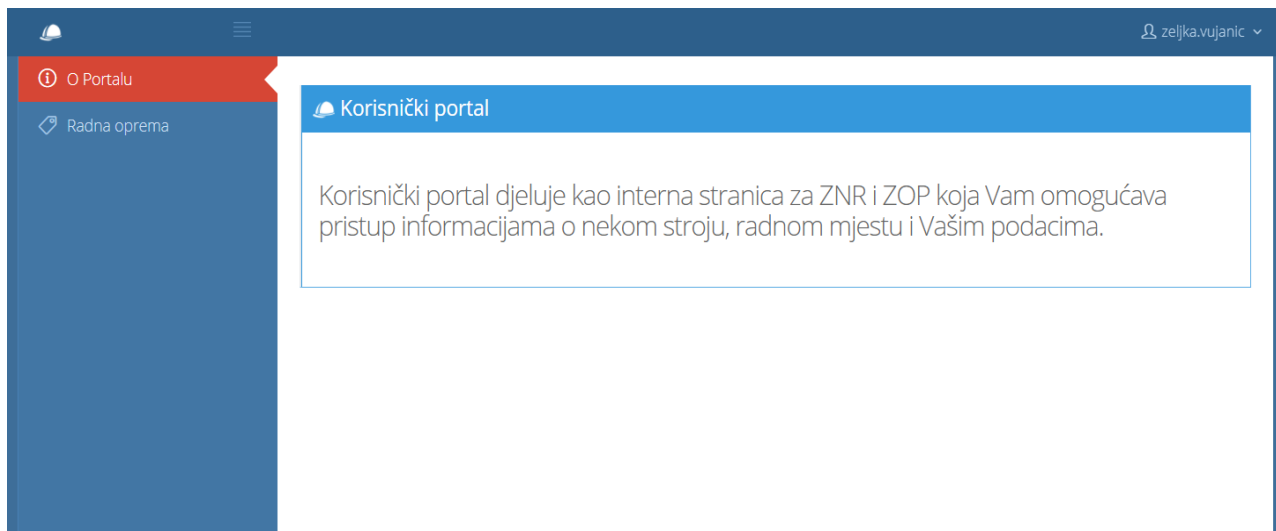 zeljka.vujanic
O Portalu
Radna oprema
Korisnički portal
Korisnički portal djeluje kao interna stranica za ZNR i ZOP koja Vam omogućava
pristup informacijama o nekom stroju, radnom mjestu i Vašim podacima.